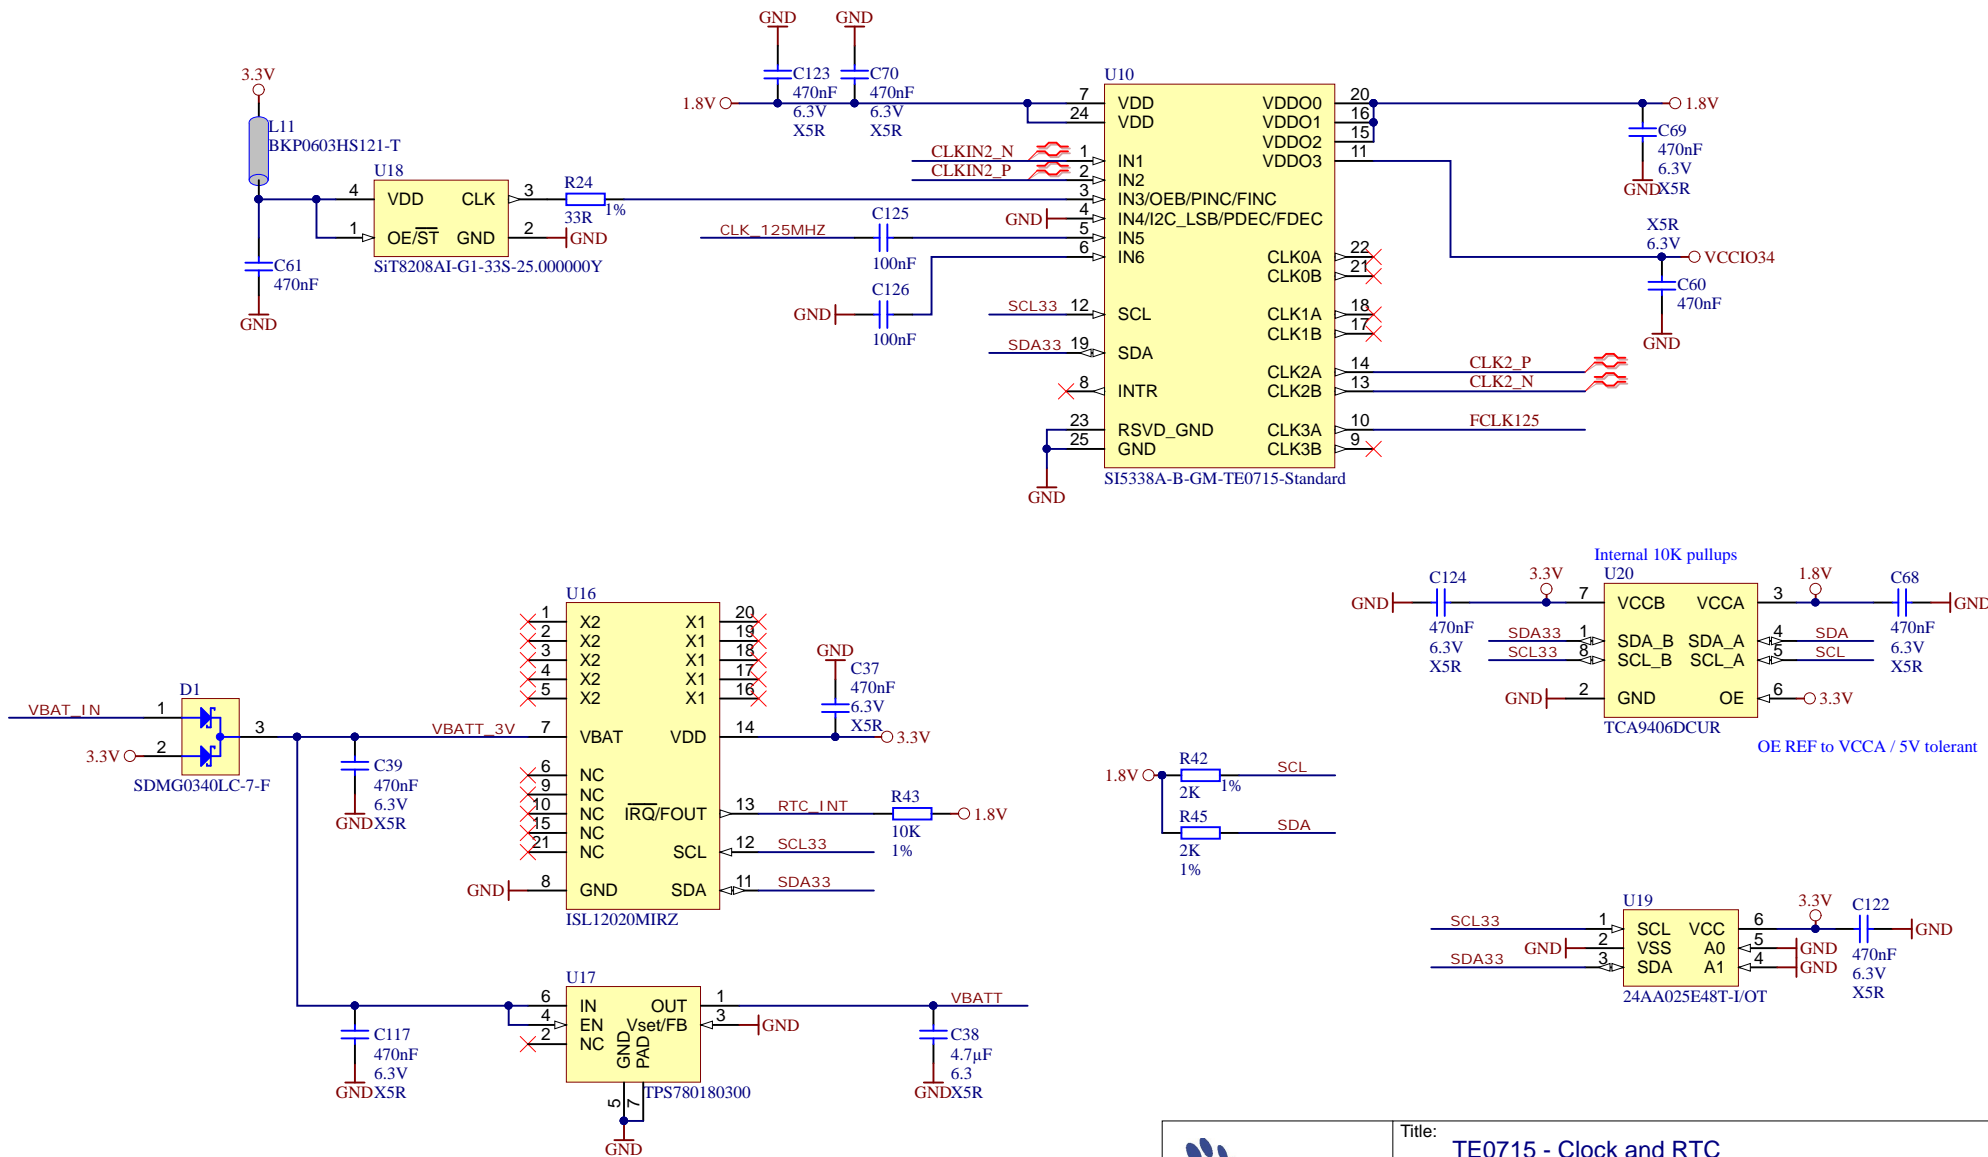 GND
GND
C123
470nF
6.3V
X5R
C70
470nF
6.3V
X5R
1.8V
3.3V
L11
BKP0603HS121-T
U18
4
VDD
CLK
3
1
OE/ST
GND
2
GND
SiT8208AI-G1-33S-25.000000Y
R24
33R
1%
C61
470nF
GND
CLKIN2_N
CLKIN2_P
GND
CLK_125MHZ
C125
100nF
GND
C126
100nF
SCL33
SDA33
U10
7
VDD
24
VDD
1
IN1
2
IN2
3
IN3/OEB/PINC/FINC
4
IN4/I2C_LSB/PDEC/FDEC
5
IN5
6
IN6
12
SCL
19
SDA
8
INTR
23
RSVD_GND
25
GND
GND
VDDO0
20
VDDO1
16
VDDO2
15
VDDO3
11
CLK0A
22
CLK0B
21
CLK1A
18
CLK1B
17
CLK2A
14
CLK2B
13
CLK3A
10
CLK3B
9
SI5338A-B-GM-TE0715-Standard
1.8V
C69
470nF
6.3V
X5R
GND
X5R
6.3V
VCCIO34
C60
470nF
GND
CLK2_P
CLK2_N
FCLK125
VBAT_IN
3.3V
D1
1
2
3
SDMG0340LC-7-F
C39
470nF
6.3V
X5R
GND
VBATT_3V
U16
1
X2
2
X2
3
X2
4
X2
5
X2
7
VBAT
6
NC
9
NC
10
NC
15
NC
21
NC
8
GND
GND
X1
20
X1
19
X1
18
X1
17
X1
16
VDD
14
IRQ/FOUT
13
SCL
12
SDA
11
ISL12020MIRZ
GND
C37
470nF
6.3V
X5R
3.3V
RTC_INT
R43
10K
1%
1.8V
SCL33
SDA33
U17
6
IN
4
EN
2
NC
OUT
1
Vset/FB
3
GND
GND
PAD
5
7
GND
TPS780180300
C117
470nF
6.3V
X5R
GND
VBATT
C38
4.7µF
6.3
X5R
GND
Internal 10K pullups
U20
GND
C124
470nF
6.3V
X5R
3.3V
7
VCCB
VCCA
3
1.8V
C68
470nF
6.3V
X5R
GND
SDA33
1
SDA_B
SDA_A
4
SDA
SCL33
8
SCL_B
SCL_A
5
SCL
GND
2
GND
OE
6
3.3V
TCA9406DCUR
OE REF to VCCA / 5V tolerant
1.8V
R42
2K
1%
SCL
R45
2K
1%
SDA
U19
SCL33
1
SCL
VCC
6
3.3V
C122
470nF
6.3V
X5R
GND
GND
2
VSS
A0
5
GND
SDA33
3
SDA
A1
4
GND
24AA025E48T-I/OT
Title:
TE0715 - Clock and RTC